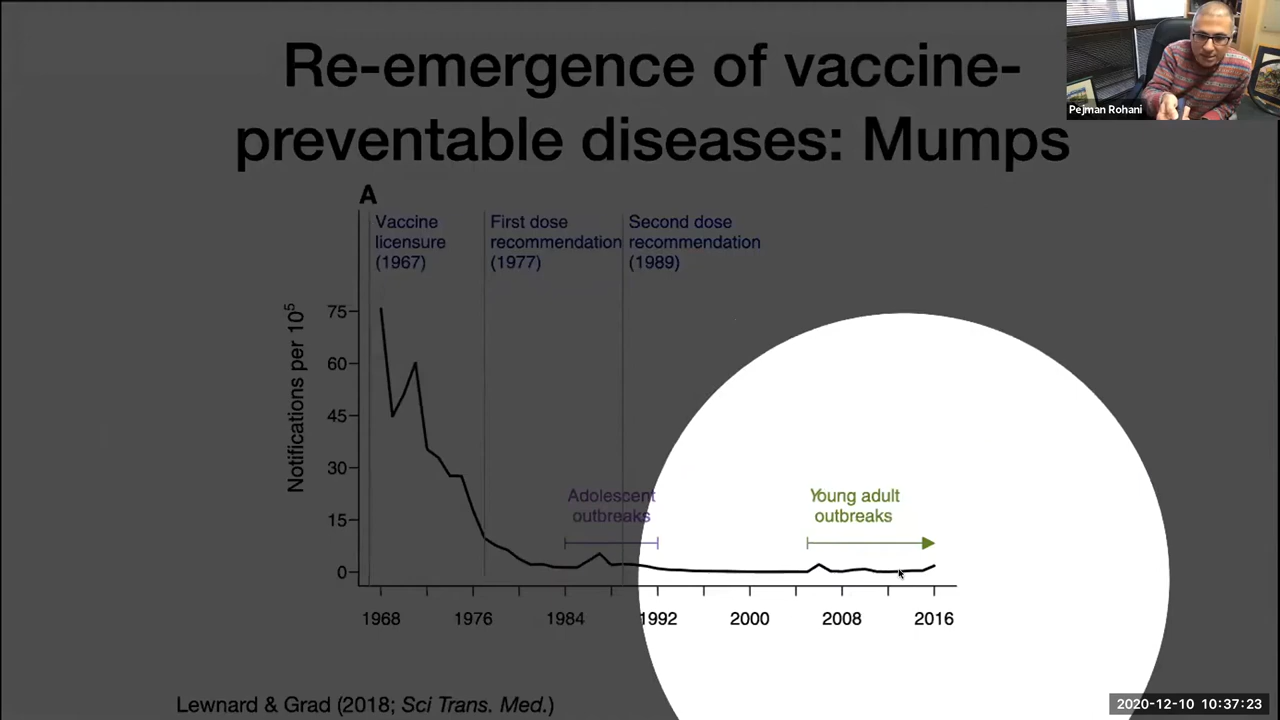 Re-emergence of vaccine-
preventable diseases: Mumps
Pejman Rohani
A
Vaccine
licensure
(1967)
First dose
recommendation
(1977)
Second dose
recommendation
(1989)
Notifications per 10⁵
75
60
45
30
15
0
Adolescent
outbreaks
Young adult
outbreaks
1968 1976 1984 1992 2000 2008 2016
Lewnard & Grad (2018; Sci Trans. Med.)
2020-12-10 10:37:23